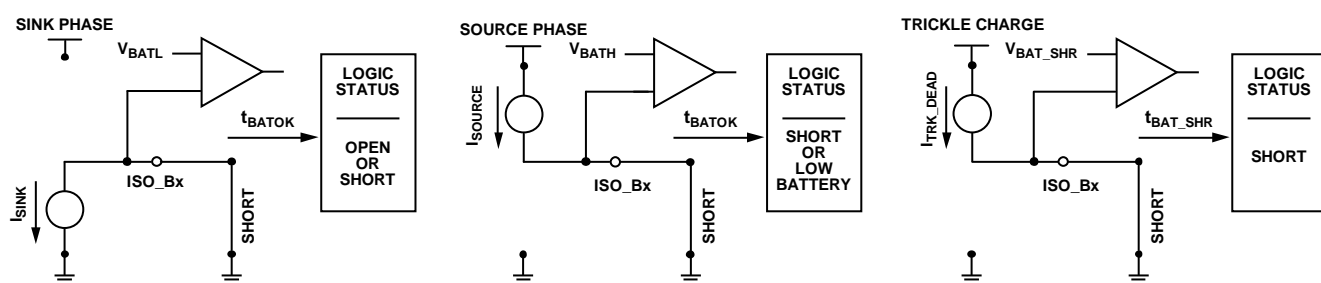 SINK PHASE
VBATL
LOGIC
STATUS
tBATOK
OPEN
OR
SHORT
ISO_Bx
ISINK
SHORT
SOURCE PHASE
VBATH
ISOURCE
LOGIC
STATUS
tBATOK
SHORT
OR
LOW
BATTERY
ISO_Bx
SHORT
TRICKLE CHARGE
VBAT_SHR
ITRK_DEAD
LOGIC
STATUS
tBAT_SHR
SHORT
ISO_Bx
SHORT